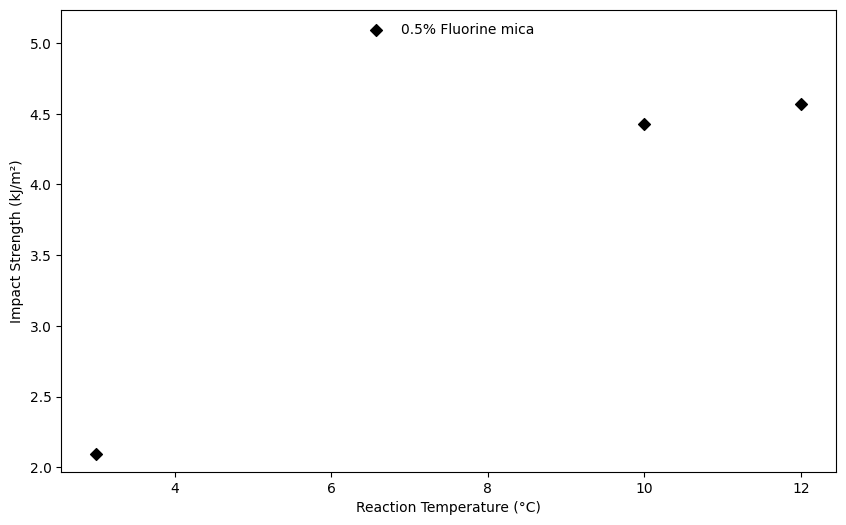 0.5% Fluorine mica
5.0
4.5
4.0
3.5
3.0
2.5
2.0
Impact Strength (kJ/m²)
4 6 8 10 12
Reaction Temperature (°C)